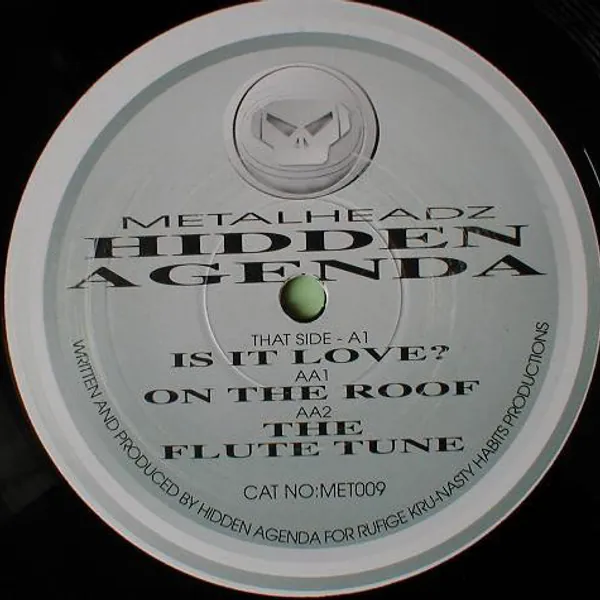 METALHEADZ
HIDDEN
AGENDA
THAT SIDE - A1
IS IT LOVE?
AA1
ON THE ROOF
AA2
THE
FLUTE TUNE
CAT NO:MET009
WRITTEN AND PRODUCED BY HIDDEN AGENDA FOR RUFIGE KRU-NASTY HABITS PRODUCTIONS